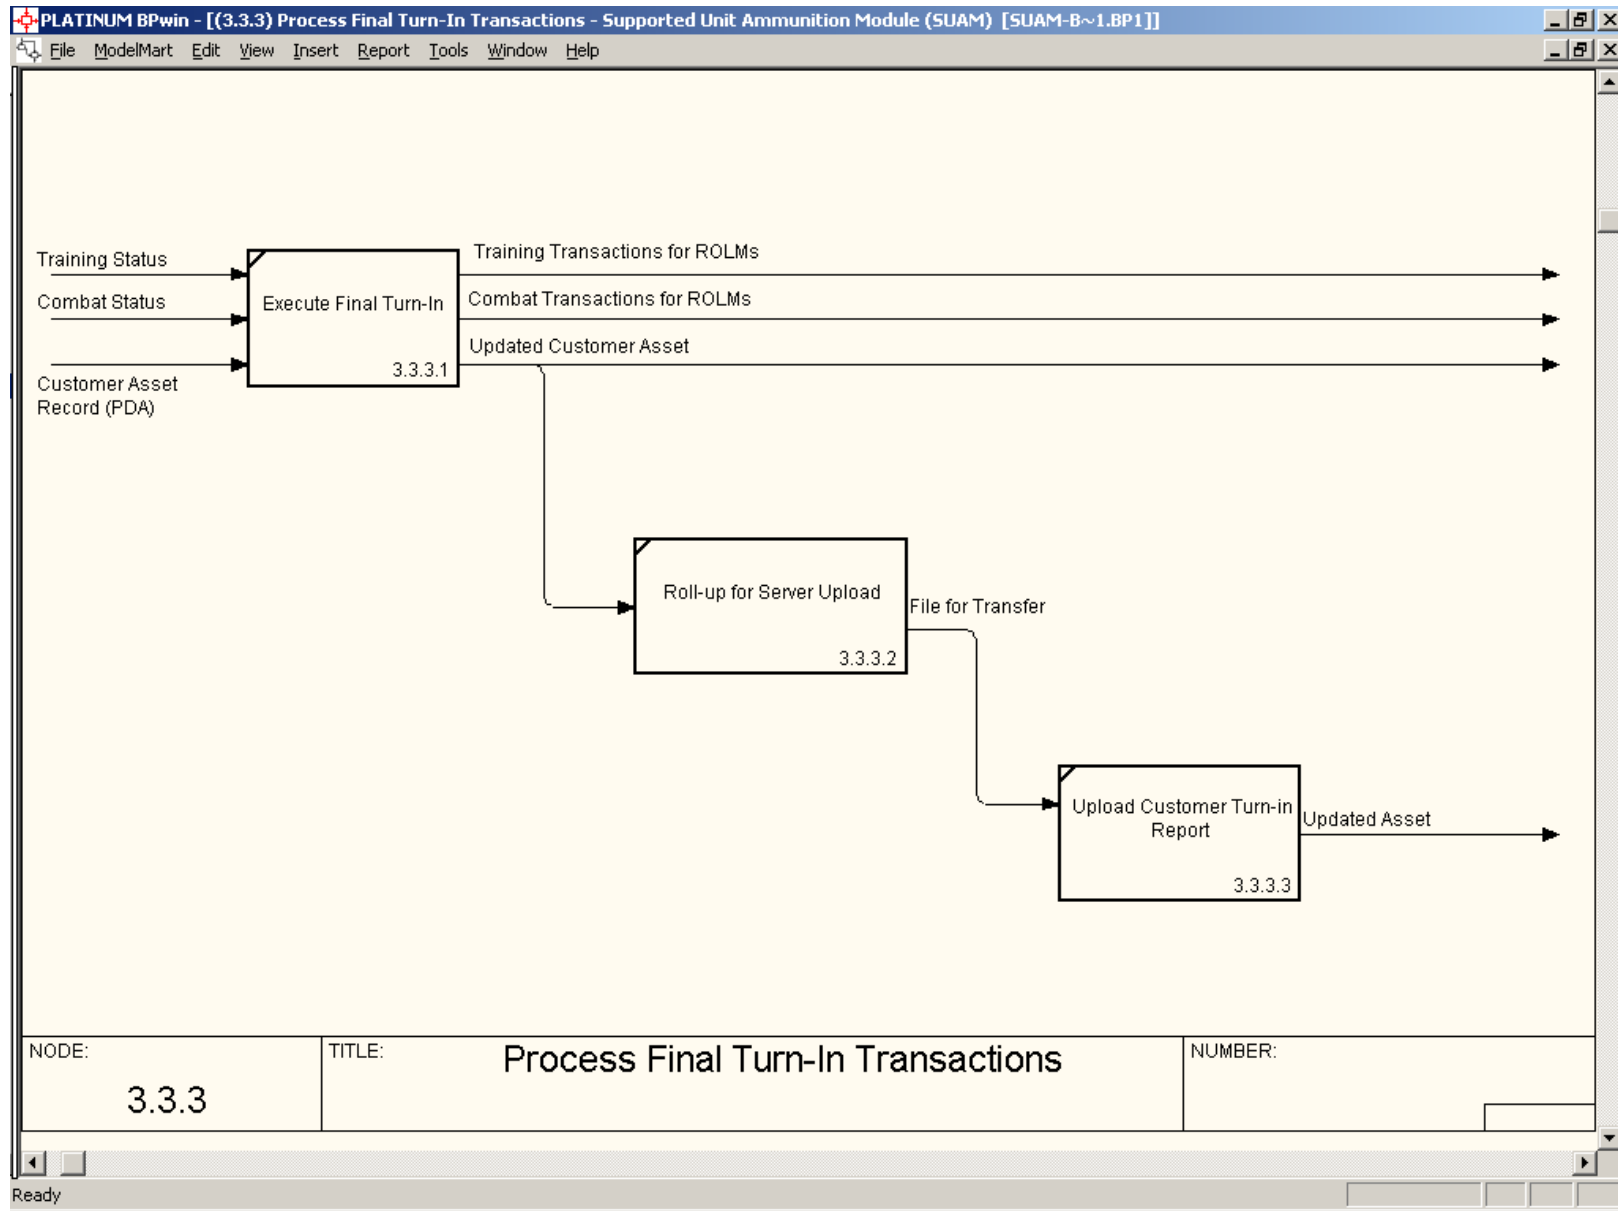 PLATINUM BPwin - [(3.3.3) Process Final Turn-In Transactions - Supported Unit Ammunition Module (SUAM) [SUAM-B~1.BP1]]
File ModelMart Edit View Insert Report Tools Window Help
Training Status
Training Transactions for ROLMs
Combat Status
Execute Final Turn-In
Combat Transactions for ROLMs
Updated Customer Asset
3.3.3.1
Customer Asset
Record (PDA)
Roll-up for Server Upload
File for Transfer
3.3.3.2
Upload Customer Turn-in
Report
Updated Asset
3.3.3.3
NODE:
3.3.3
TITLE:
Process Final Turn-In Transactions
NUMBER:
Ready